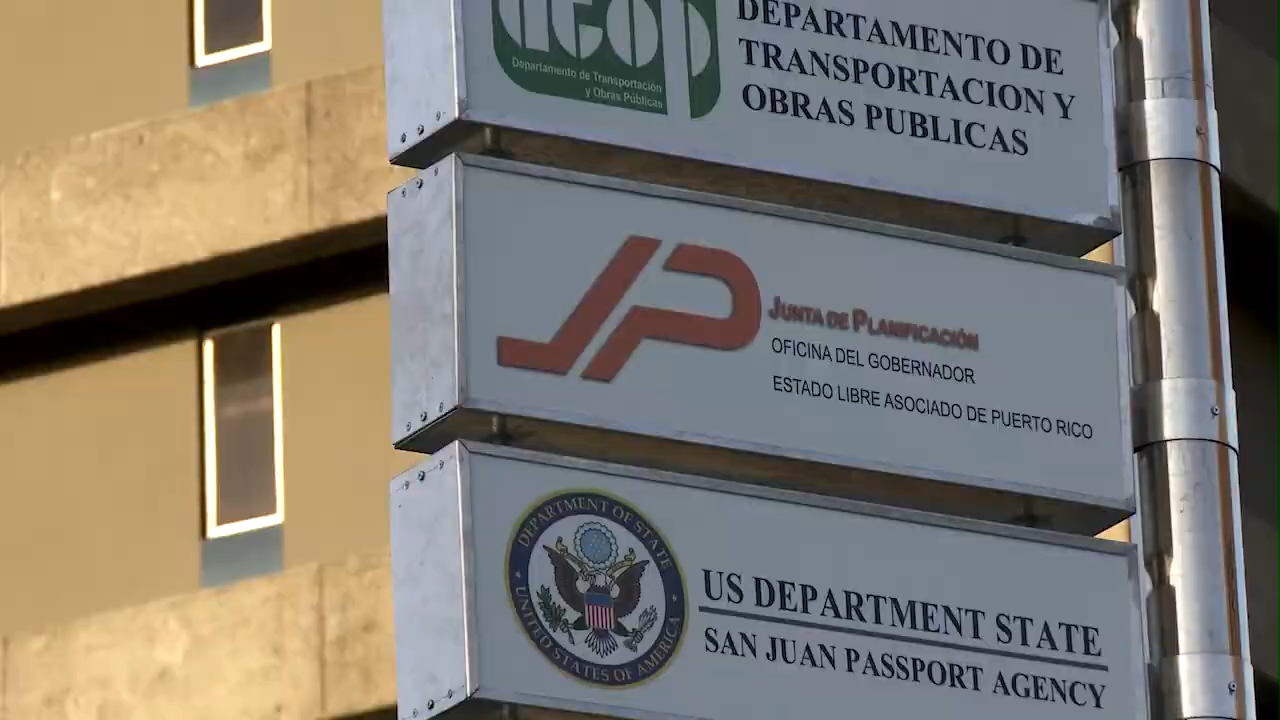 DTOP
Departamento de Transportación
y Obras Públicas
DEPARTAMENTO DE
TRANSPORTACION Y
OBRAS PUBLICAS
JP
JUNTA DE PLANIFICACIÓN
OFICINA DEL GOBERNADOR
ESTADO LIBRE ASOCIADO DE PUERTO RICO
DEPARTMENT OF STATE
UNITED STATES OF AMERICA
US DEPARTMENT STATE
SAN JUAN PASSPORT AGENCY